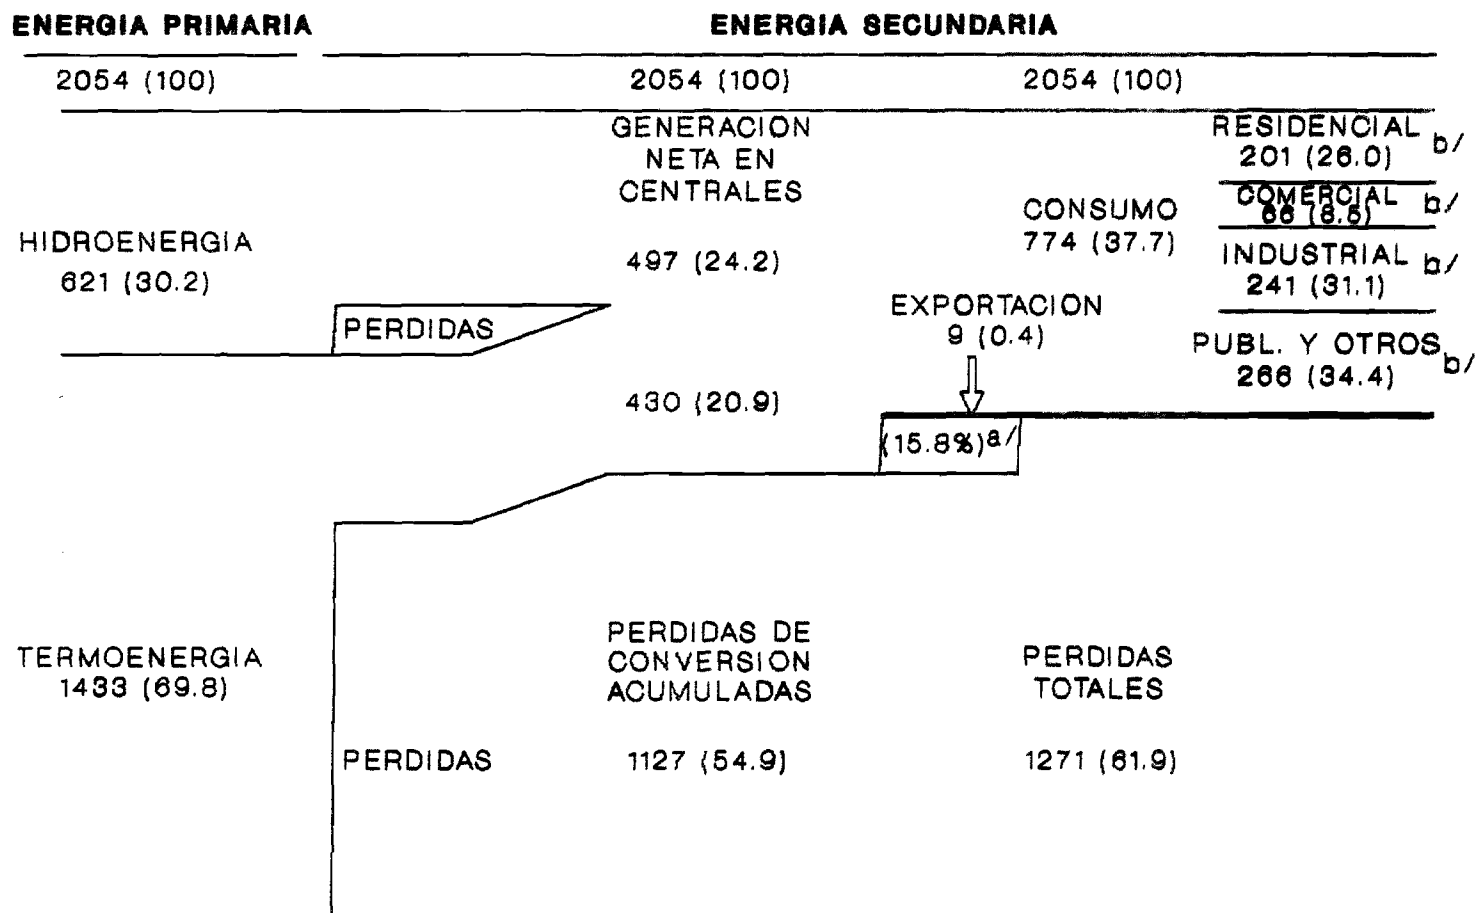 ENERGIA PRIMARIA
ENERGIA SECUNDARIA
2054 (100)
2054 (100)
2054 (100)
GENERACION
NETA EN
CENTRALES
RESIDENCIAL b/
201 (26.0)
COMERCIAL b/
66 (8.5)
CONSUMO
774 (37.7)
HIDROENERGIA
621 (30.2)
497 (24.2)
INDUSTRIAL b/
241 (31.1)
EXPORTACION
9 (0.4)
PERDIDAS
PUBL. Y OTROS b/
266 (34.4)
430 (20.9)
(15.8%)a/
TERMOENERGIA
1433 (69.8)
PERDIDAS DE
CONVERSION
ACUMULADAS
PERDIDAS
TOTALES
PERDIDAS
1127 (54.9)
1271 (61.9)